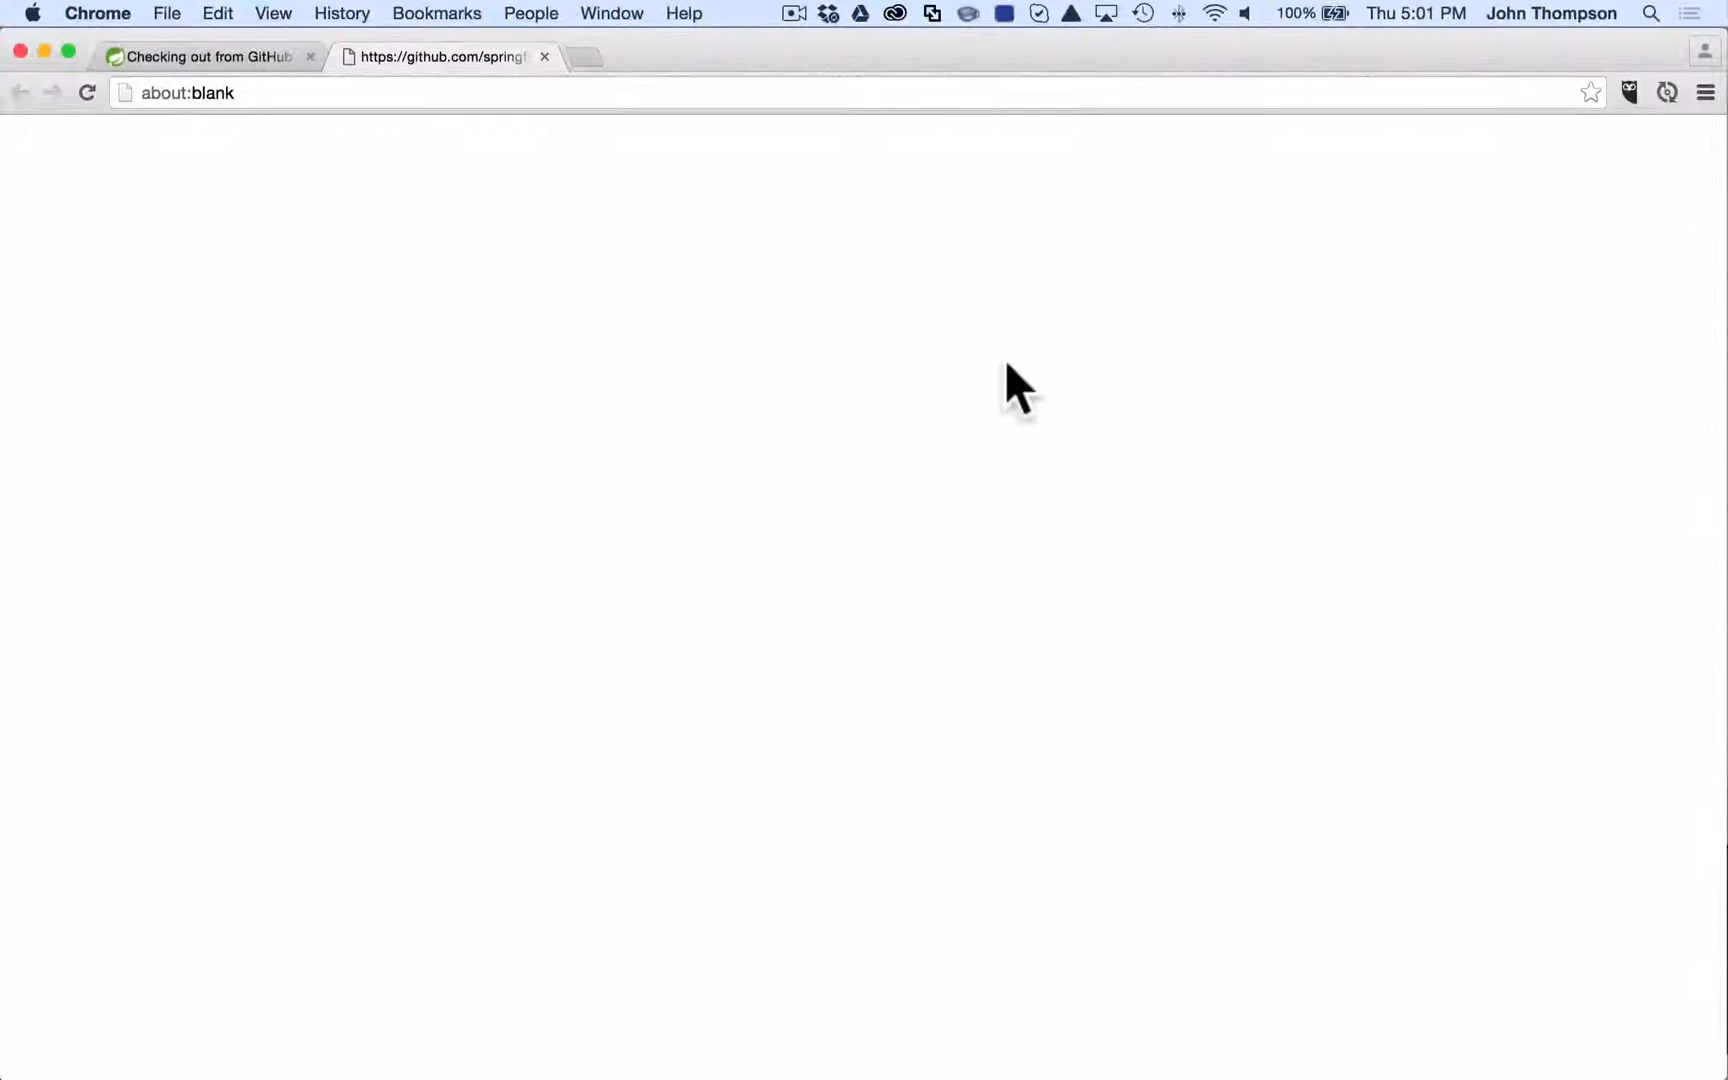 Chrome File Edit View History Bookmarks People Window Help 100% Thu 5:01 PM John Thompson
Checking out from GitHub https://github.com/springf
about:blank